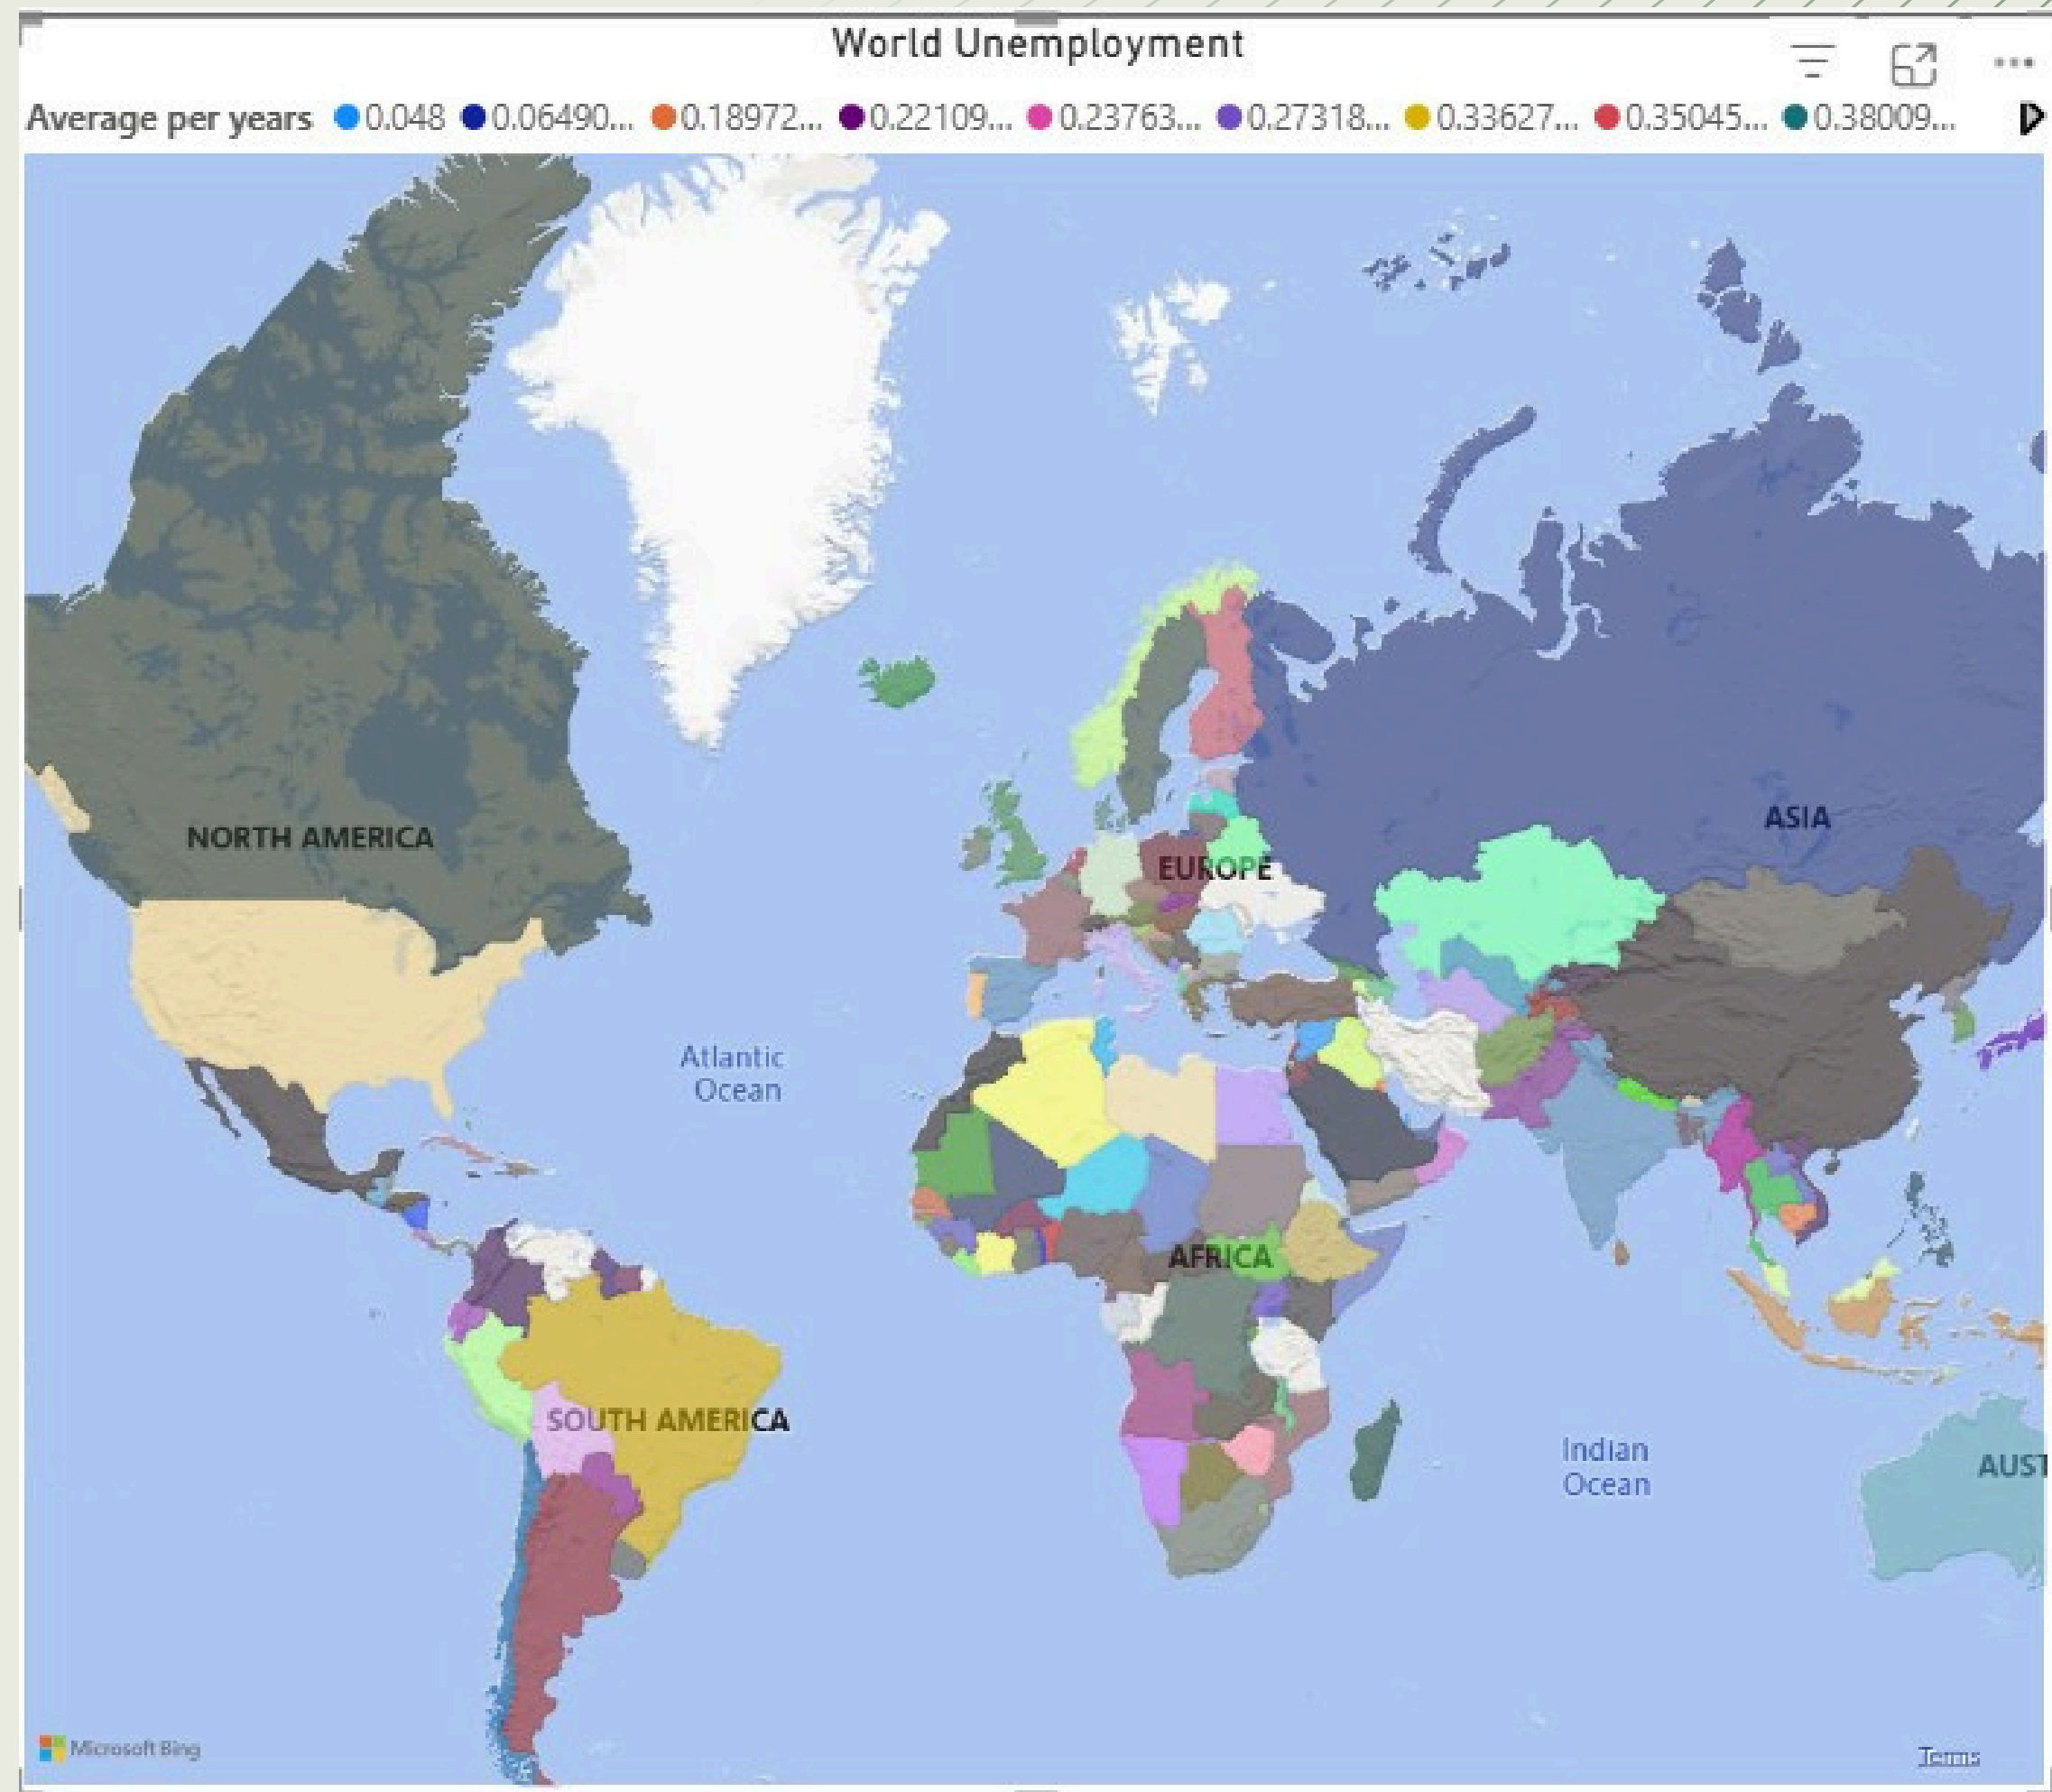 World Unemployment
Average per years 0.048 0.06490... 0.18972... 0.22109... 0.23763... 0.27318... 0.33627... 0.35045... 0.38009...
NORTH AMERICA
ASIA
EUROPE
Atlantic
Ocean
AFRICA
SOUTH AMERICA
Indian
Ocean
AUST
Microsoft Bing
Terms